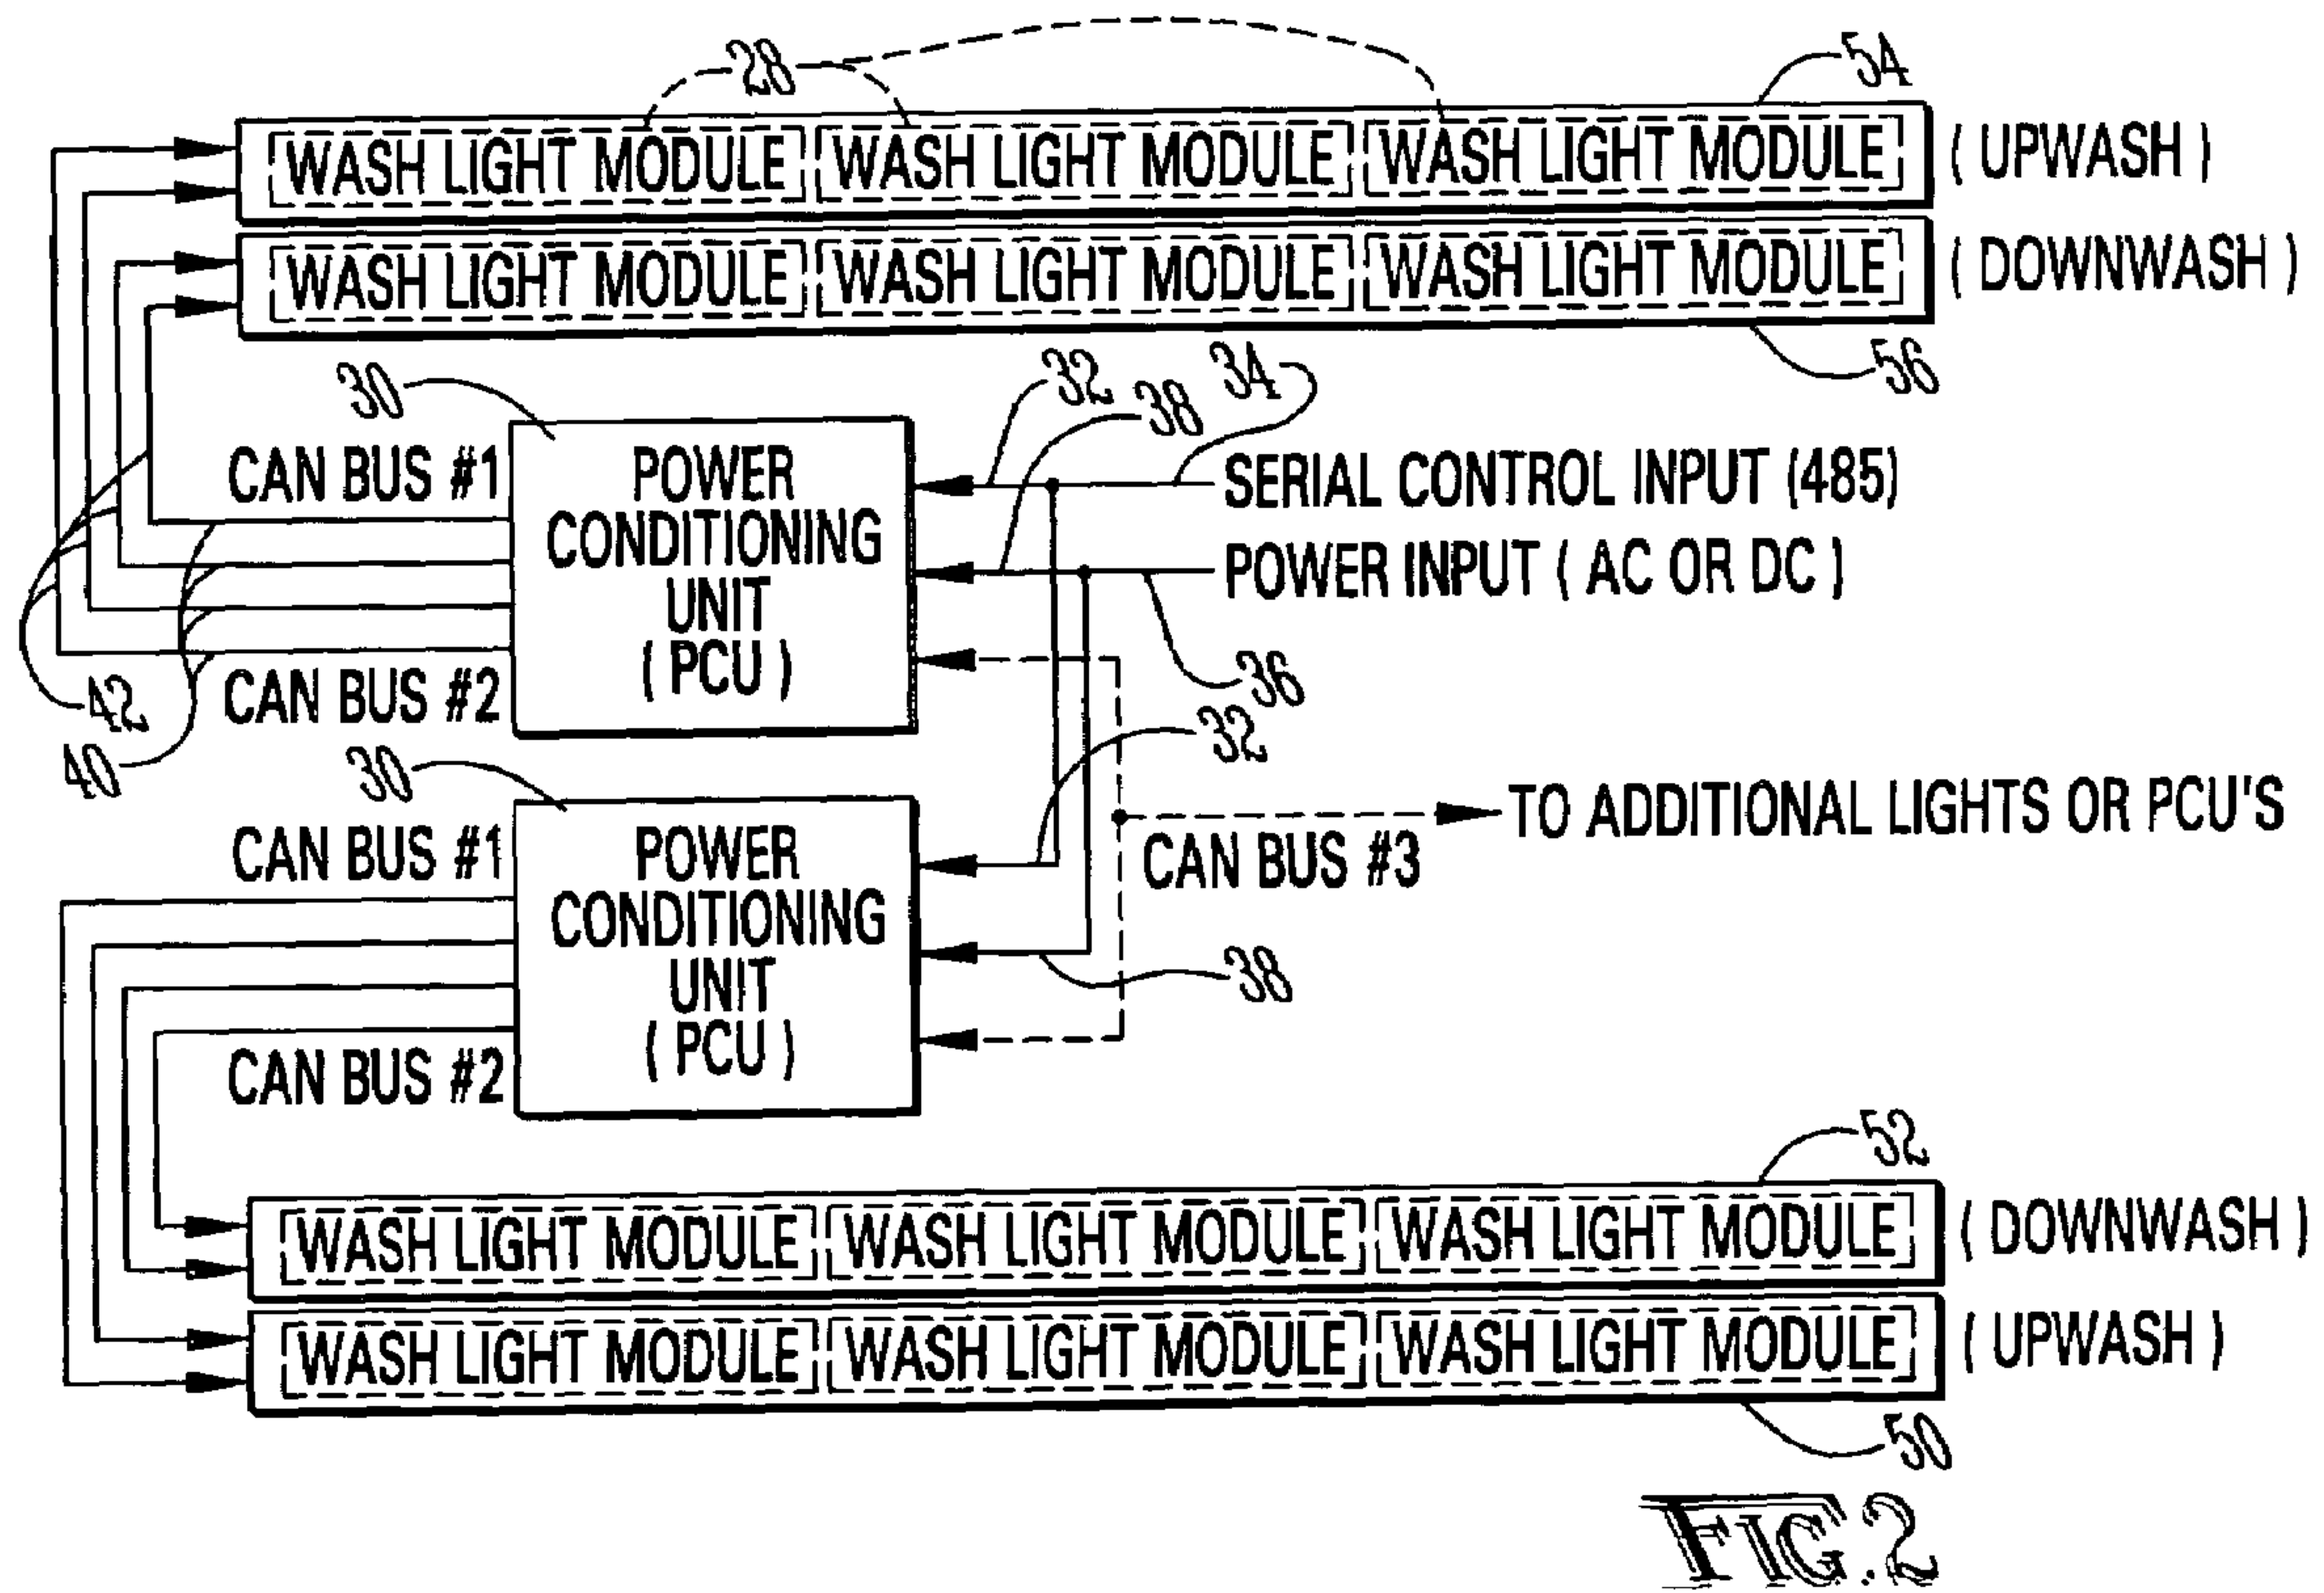 28
54
WASH LIGHT MODULE WASH LIGHT MODULE WASH LIGHT MODULE ( UPWASH )
WASH LIGHT MODULE WASH LIGHT MODULE WASH LIGHT MODULE ( DOWNWASH )
30
32
38
34
56
CAN BUS #1
POWER
CONDITIONING
UNIT
( PCU )
SERIAL CONTROL INPUT (485)
POWER INPUT ( AC OR DC )
CAN BUS #2
42
40
36
32
30
TO ADDITIONAL LIGHTS OR PCU'S
CAN BUS #1
POWER
CONDITIONING
UNIT
( PCU )
CAN BUS #3
38
CAN BUS #2
52
WASH LIGHT MODULE WASH LIGHT MODULE WASH LIGHT MODULE ( DOWNWASH )
WASH LIGHT MODULE WASH LIGHT MODULE WASH LIGHT MODULE ( UPWASH )
50
FIG.2